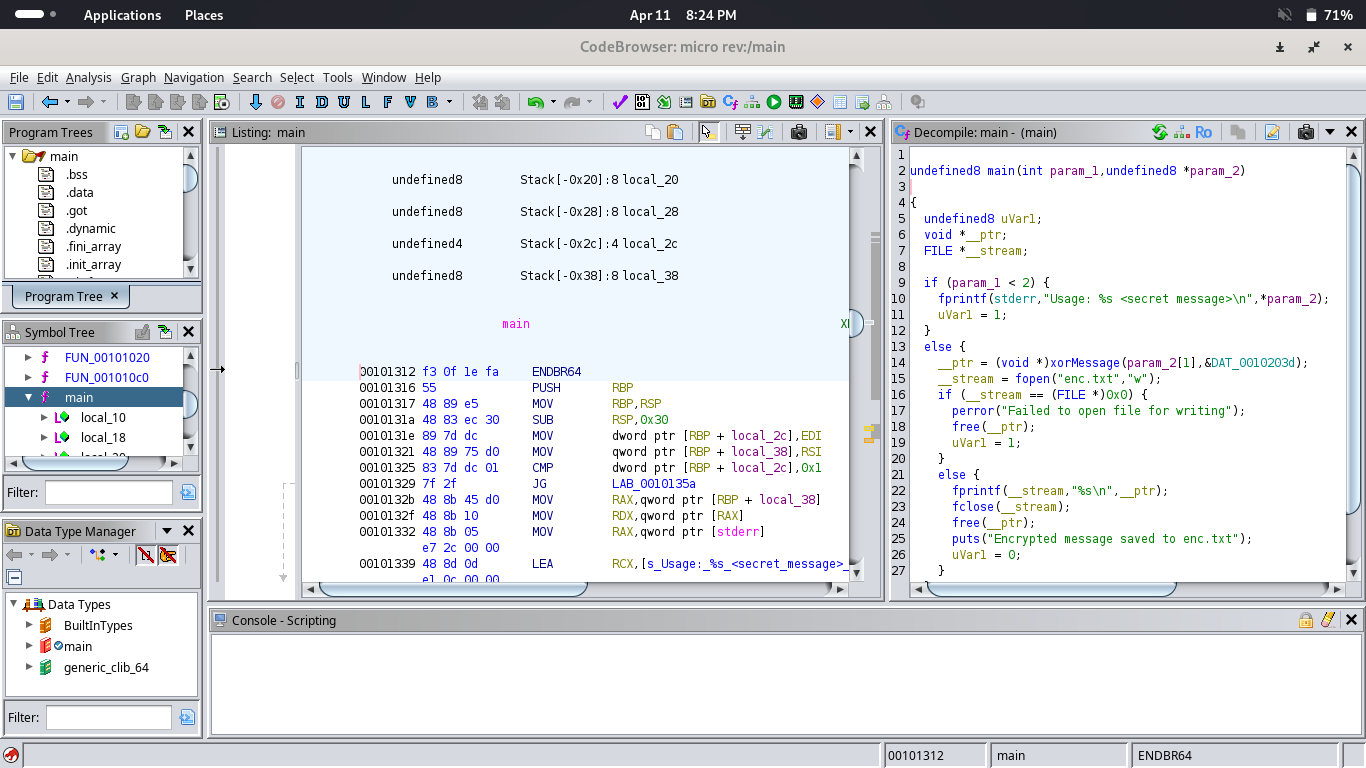 Applications Places Apr 11 8:24 PM 71%
CodeBrowser: micro rev:/main
File Edit Analysis Graph Navigation Search Select Tools Window Help
I D U L F V B
Program Trees
main
.bss
.data
.got
.dynamic
.fini_array
.init_array
Program Tree
Symbol Tree
f FUN_00101020
f FUN_001010c0
f main
local_10
local_18
Filter:
Data Type Manager
Data Types
BuiltInTypes
main
generic_clib_64
Filter:
Listing: main
undefined8 Stack[-0x20]:8 local_20
undefined8 Stack[-0x28]:8 local_28
undefined4 Stack[-0x2c]:4 local_2c
undefined8 Stack[-0x38]:8 local_38
main
00101312 f3 0f 1e fa ENDBR64
00101316 55 PUSH RBP
00101317 48 89 e5 MOV RBP,RSP
0010131a 48 83 ec 30 SUB RSP,0x30
0010131e 89 7d dc MOV dword ptr [RBP + local_2c],EDI
00101321 48 89 75 d0 MOV qword ptr [RBP + local_38],RSI
00101325 83 7d dc 01 CMP dword ptr [RBP + local_2c],0x1
00101329 7f 2f JG LAB_0010135a
0010132b 48 8b 45 d0 MOV RAX,qword ptr [RBP + local_38]
0010132f 48 8b 10 MOV RDX,qword ptr [RAX]
00101332 48 8b 05 MOV RAX,qword ptr [stderr]
e7 2c 00 00
00101339 48 8d 0d LEA RCX,[s_Usage:_%s_<secret_message>_
e1 0c 00 00
Decompile: main - (main)
Ro
1
2 undefined8 main(int param_1,undefined8 *param_2)
3
4 {
5 undefined8 uVar1;
6 void *__ptr;
7 FILE *__stream;
8
9 if (param_1 < 2) {
10 fprintf(stderr,"Usage: %s <secret message>\n",*param_2);
11 uVar1 = 1;
12 }
13 else {
14 __ptr = (void *)xorMessage(param_2[1],&DAT_0010203d);
15 __stream = fopen("enc.txt","w");
16 if (__stream == (FILE *)0x0) {
17 perror("Failed to open file for writing");
18 free(__ptr);
19 uVar1 = 1;
20 }
21 else {
22 fprintf(__stream,"%s\n",__ptr);
23 fclose(__stream);
24 free(__ptr);
25 puts("Encrypted message saved to enc.txt");
26 uVar1 = 0;
27 }
Console - Scripting
00101312 main ENDBR64